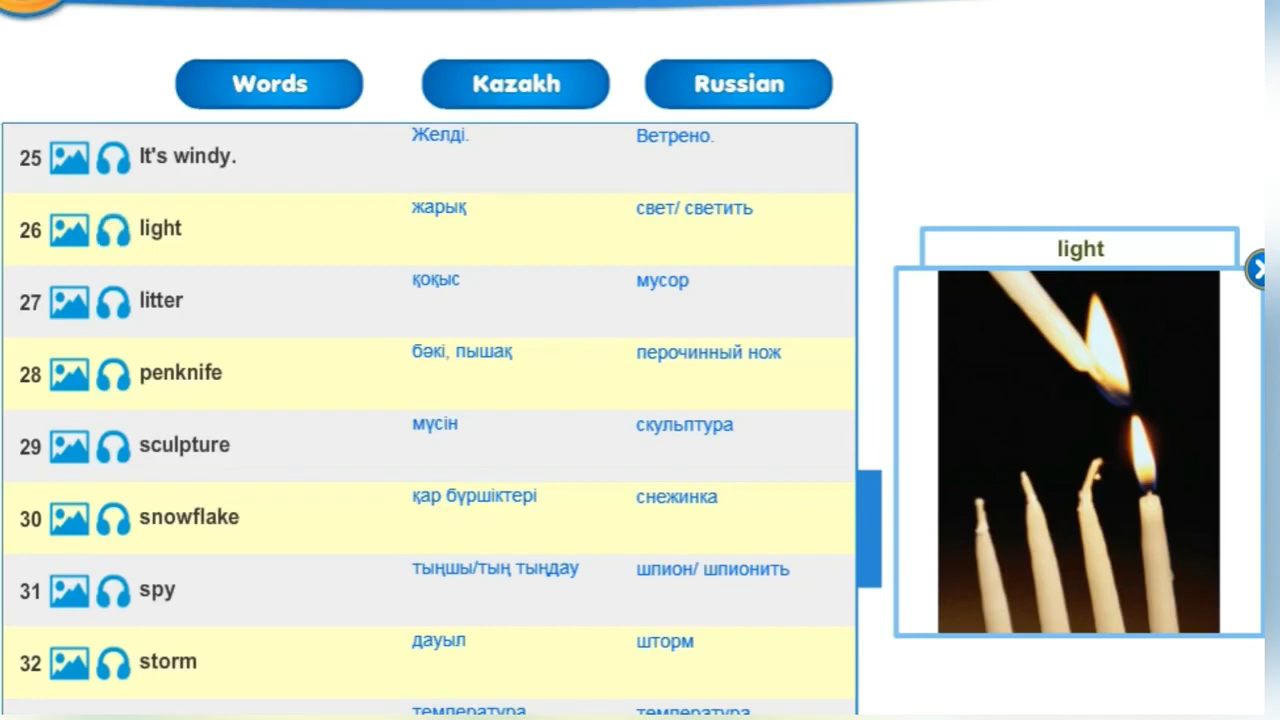 Words Kazakh Russian
25 It's windy. Желді. Ветрено.
26 light жарық свет/ светить
27 litter қоқыс мусор
28 penknife бәкі, пышақ перочинный нож
29 sculpture мүсін скульптура
30 snowflake қар бүршіктері снежинка
31 spy тыңшы/тың тыңдау шпион/ шпионить
32 storm дауыл шторм
температура температура
light